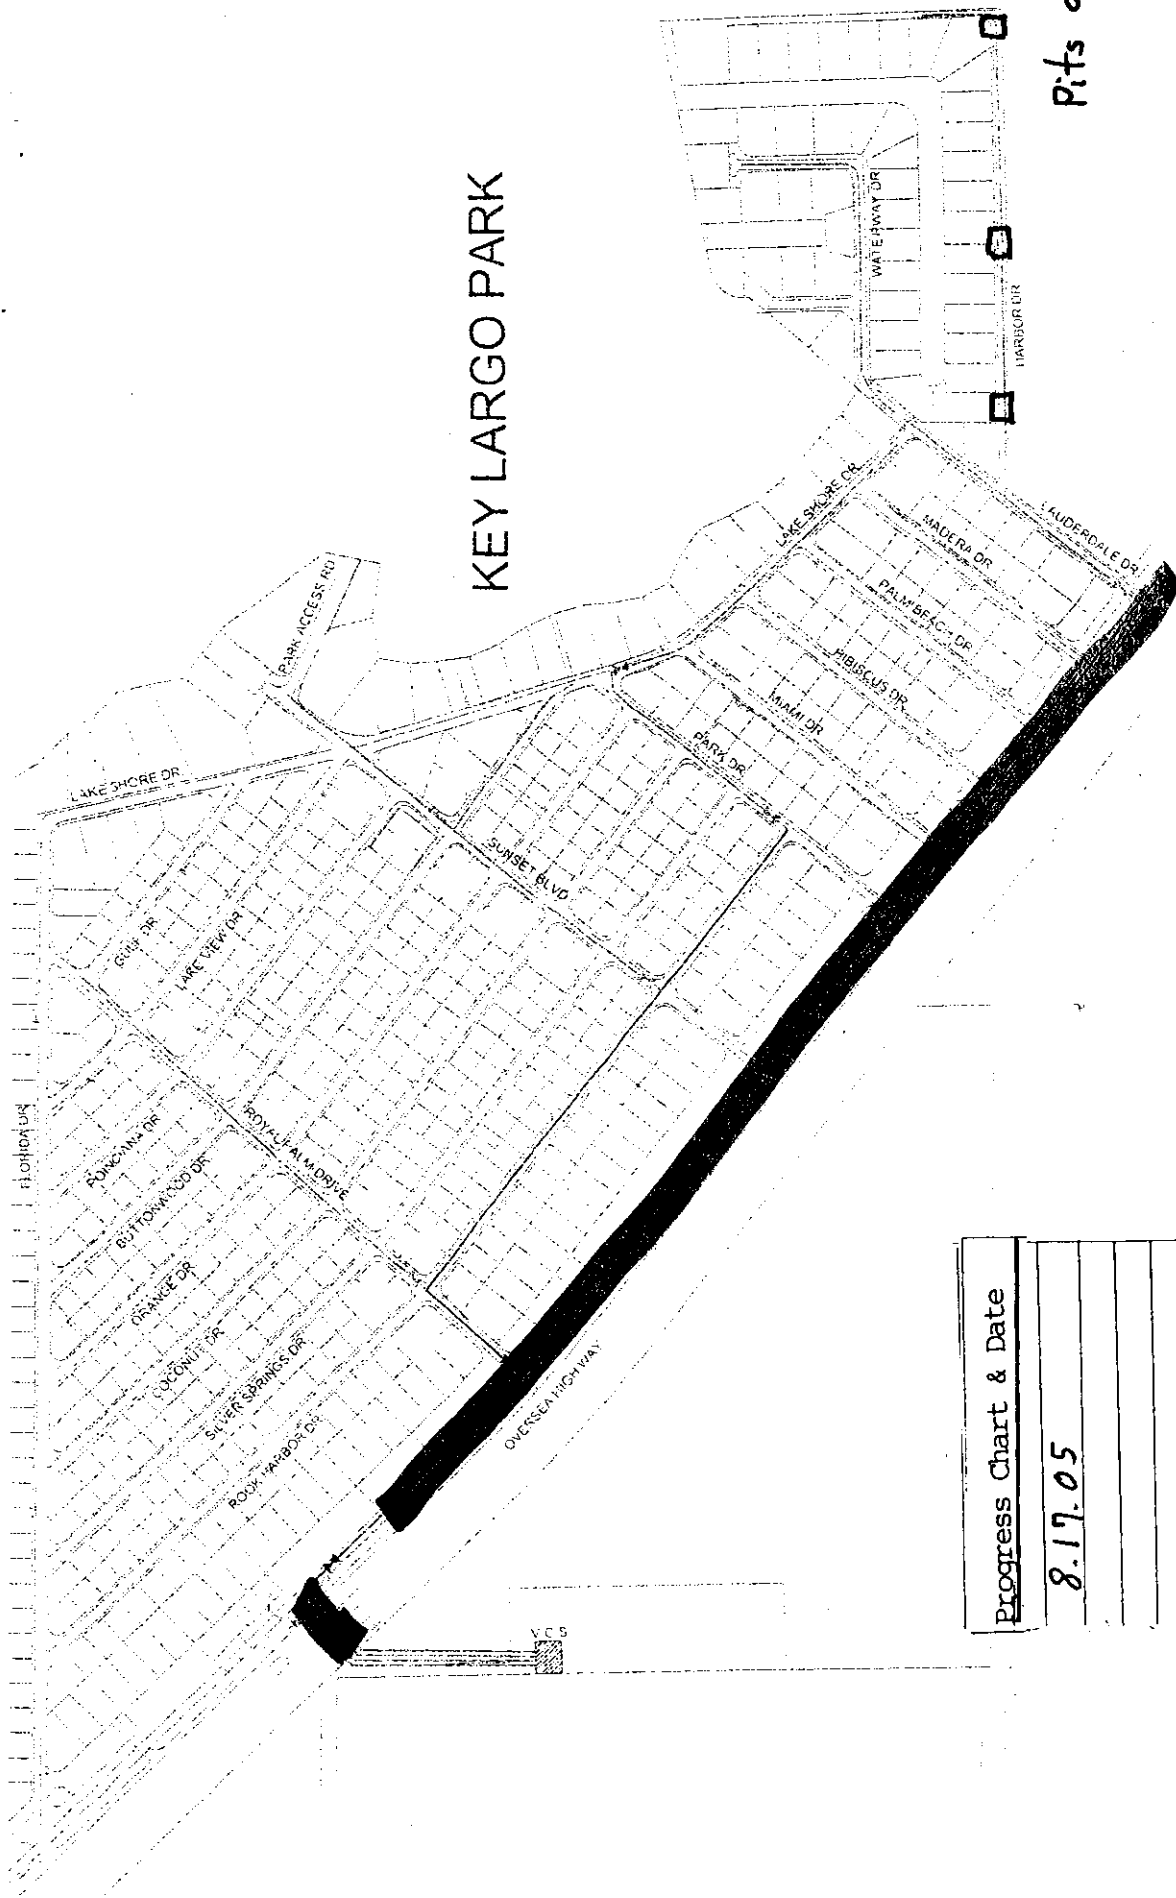 KEY LARGO PARK
Pits
FLORIDA DR
LAKE SHORE DR
PARK ACCESS RD
GULF DR
LAKE VIEW DR
POINCIANA DR
BUTTONWOOD DR
ORANGE DR
COCONUT DR
SILVER SPRINGS DR
ROCK HARBOR DR
ROYAL PALM DRIVE
SUNSET BLVD
PARK DR
MIAMI DR
HIBISCUS DR
PALM BEACH DR
MADERA DR
LAUDERDALE DR
LAKE SHORE DR
WATERWAY DR
HARBOR DR
OVERSEA HIGHWAY
V C S
Progress Chart & Date
8.17.05